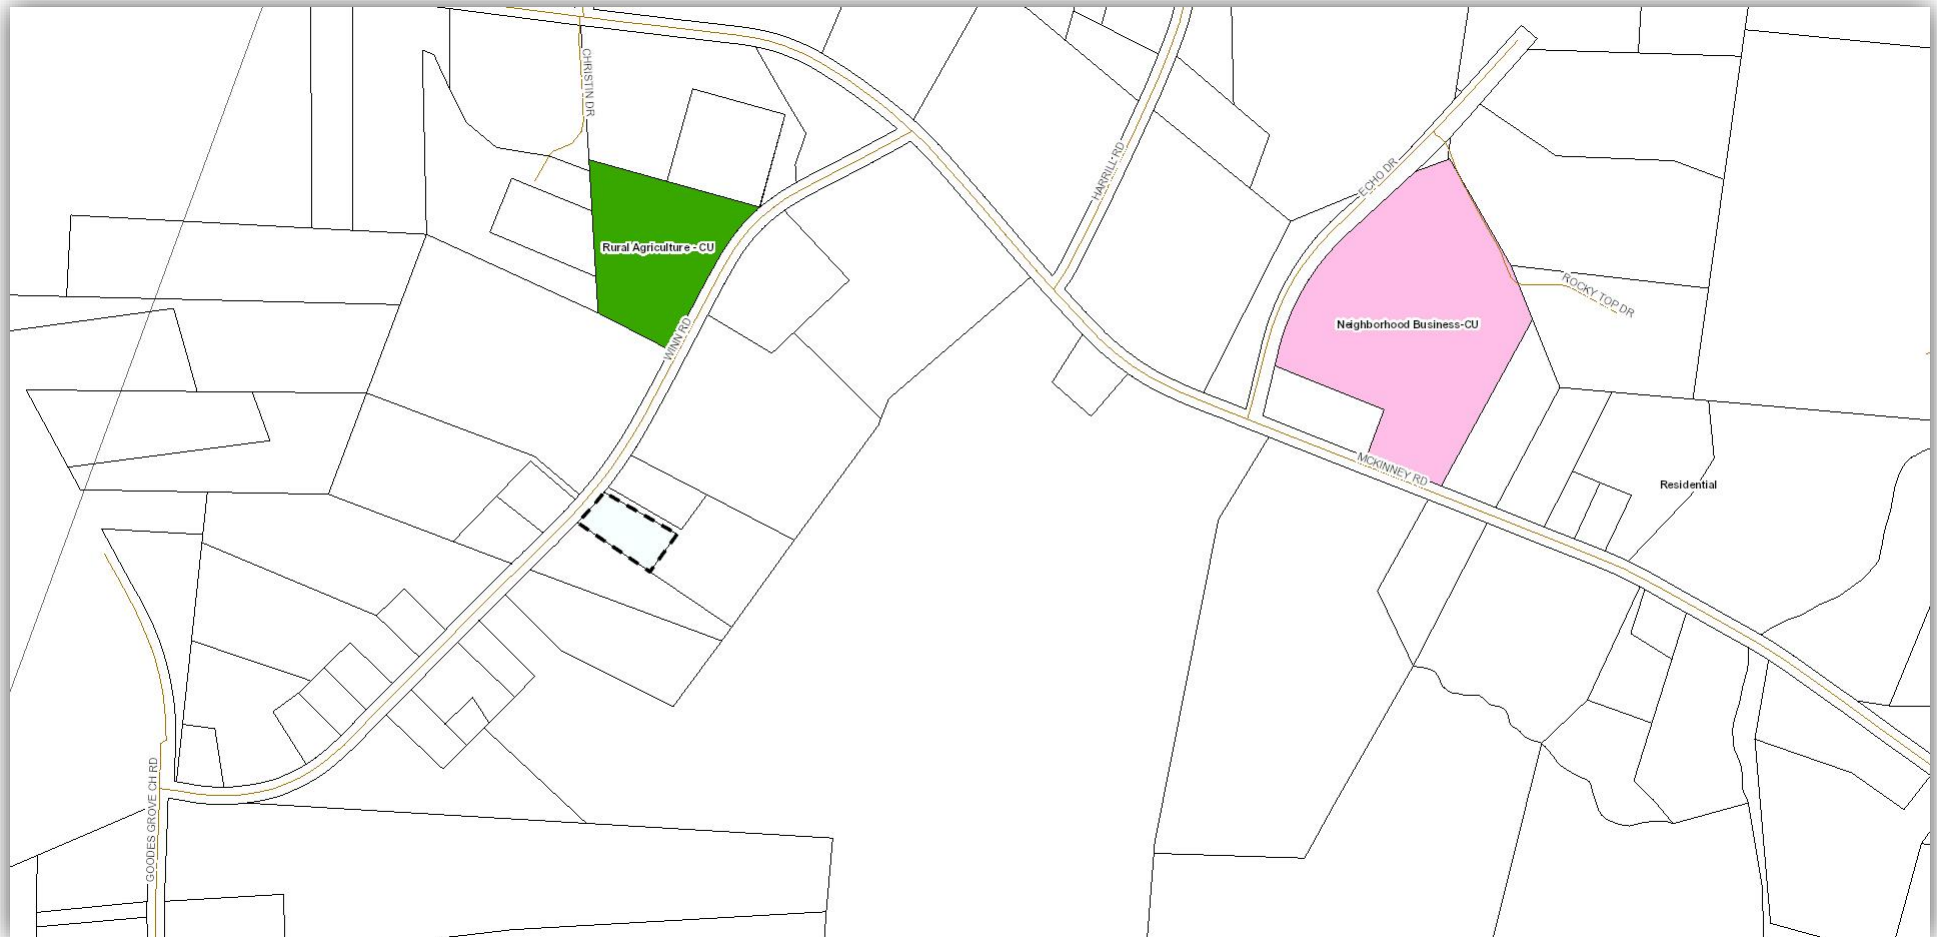 CHRISTIN DR
HARRILL RD
ECHO DR
Rural Agriculture - CU
ROCKY TOP DR
Neighborhood Business-CU
WINN RD
MCKINNEY RD
Residential
GOODES GROVE CH RD